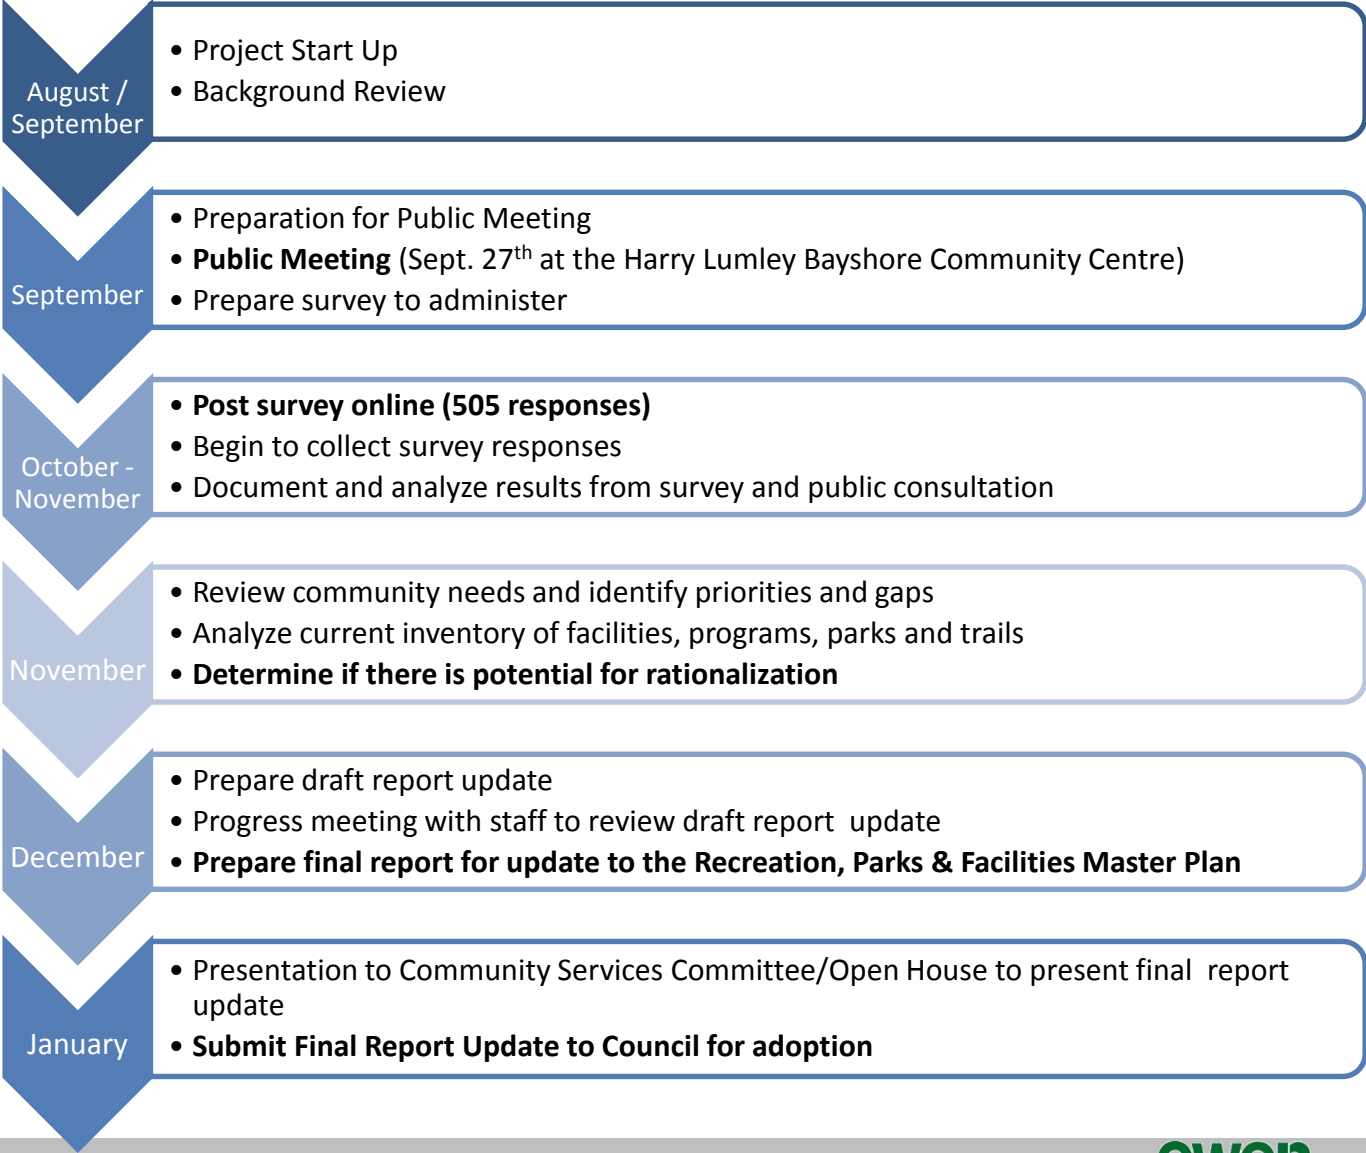 August /
September
• Project Start Up
• Background Review
September
• Preparation for Public Meeting
• Public Meeting (Sept. 27th at the Harry Lumley Bayshore Community Centre)
• Prepare survey to administer
October -
November
• Post survey online (505 responses)
• Begin to collect survey responses
• Document and analyze results from survey and public consultation
November
• Review community needs and identify priorities and gaps
• Analyze current inventory of facilities, programs, parks and trails
• Determine if there is potential for rationalization
December
• Prepare draft report update
• Progress meeting with staff to review draft report update
• Prepare final report for update to the Recreation, Parks & Facilities Master Plan
January
• Presentation to Community Services Committee/Open House to present final report
update
• Submit Final Report Update to Council for adoption
owen